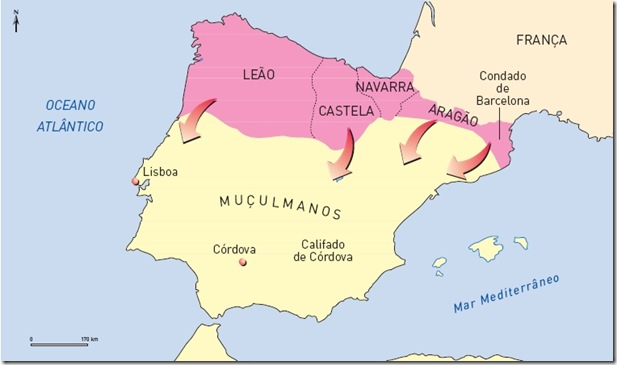 N
FRANÇA
OCEANO
ATLÂNTICO
LEÃO
NAVARRA
CASTELA
ARAGÃO
Condado
de
Barcelona
Lisboa
MUÇULMANOS
Córdova
Califado
de Córdova
Mar Mediterrâneo
0 170 km